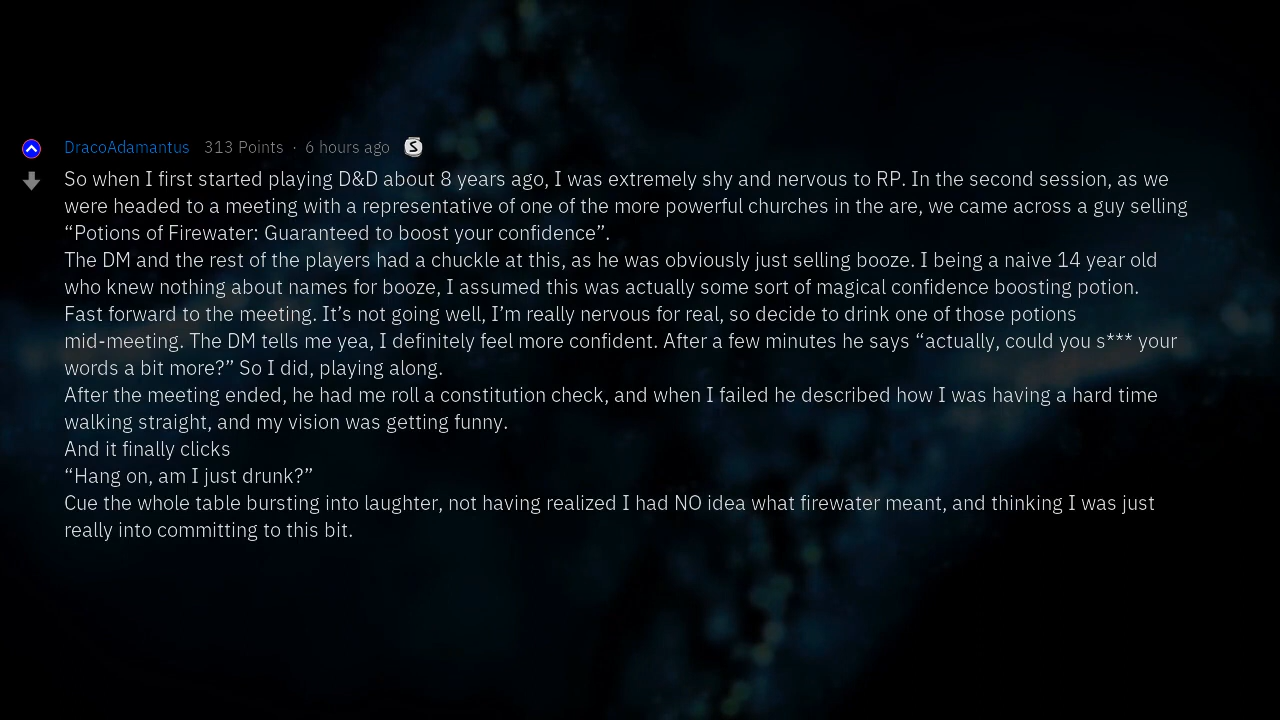 DracoAdamantus 313 Points · 6 hours ago S
So when I first started playing D&D about 8 years ago, I was extremely shy and nervous to RP. In the second session, as we
were headed to a meeting with a representative of one of the more powerful churches in the are, we came across a guy selling
“Potions of Firewater: Guaranteed to boost your confidence”.
The DM and the rest of the players had a chuckle at this, as he was obviously just selling booze. I being a naive 14 year old
who knew nothing about names for booze, I assumed this was actually some sort of magical confidence boosting potion.
Fast forward to the meeting. It’s not going well, I’m really nervous for real, so decide to drink one of those potions
mid-meeting. The DM tells me yea, I definitely feel more confident. After a few minutes he says “actually, could you s*** your
words a bit more?” So I did, playing along.
After the meeting ended, he had me roll a constitution check, and when I failed he described how I was having a hard time
walking straight, and my vision was getting funny.
And it finally clicks
“Hang on, am I just drunk?”
Cue the whole table bursting into laughter, not having realized I had NO idea what firewater meant, and thinking I was just
really into committing to this bit.